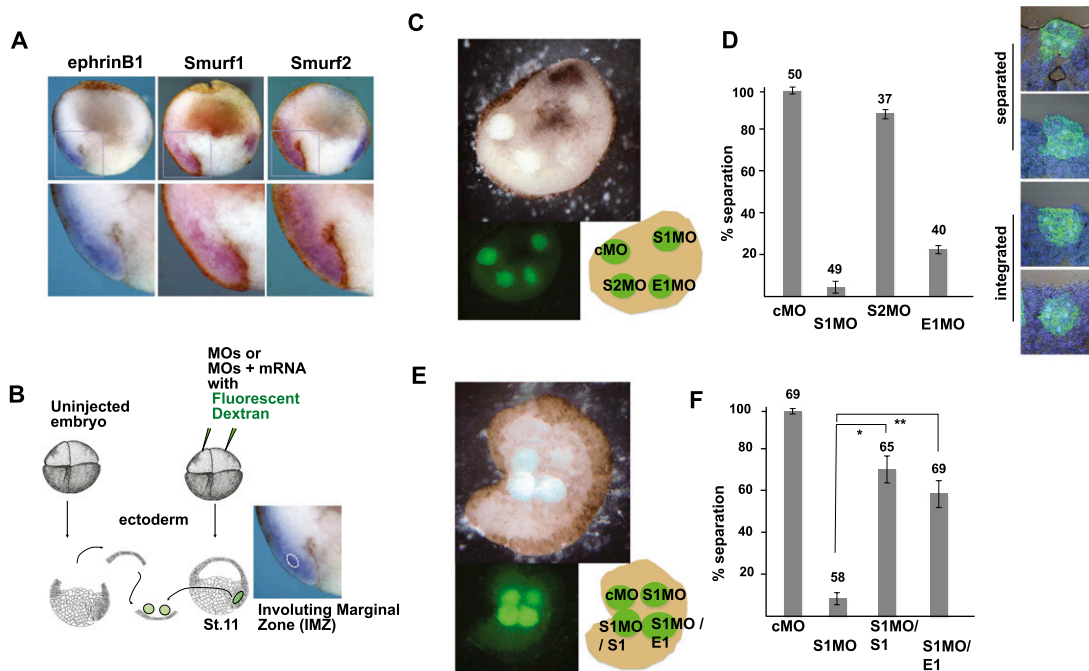 A
ephrinB1 Smurf1 Smurf2
B
Uninjected
embryo
MOs or
MOs + mRNA
with
Fluorescent
Dextran
ectoderm
St.11
Involuting Marginal
Zone (IMZ)
C
cMO S1MO
S2MO E1MO
D
% separation
100
80
60
40
20
50
49
37
40
cMO
S1MO
S2MO
E1MO
separated
integrated
E
cMO S1MO
S1MO
/ S1
S1MO /
E1
F
% separation
100
80
60
40
20
69
58
65
69
*
**
cMO
S1MO
S1MO/
S1
S1MO/
E1